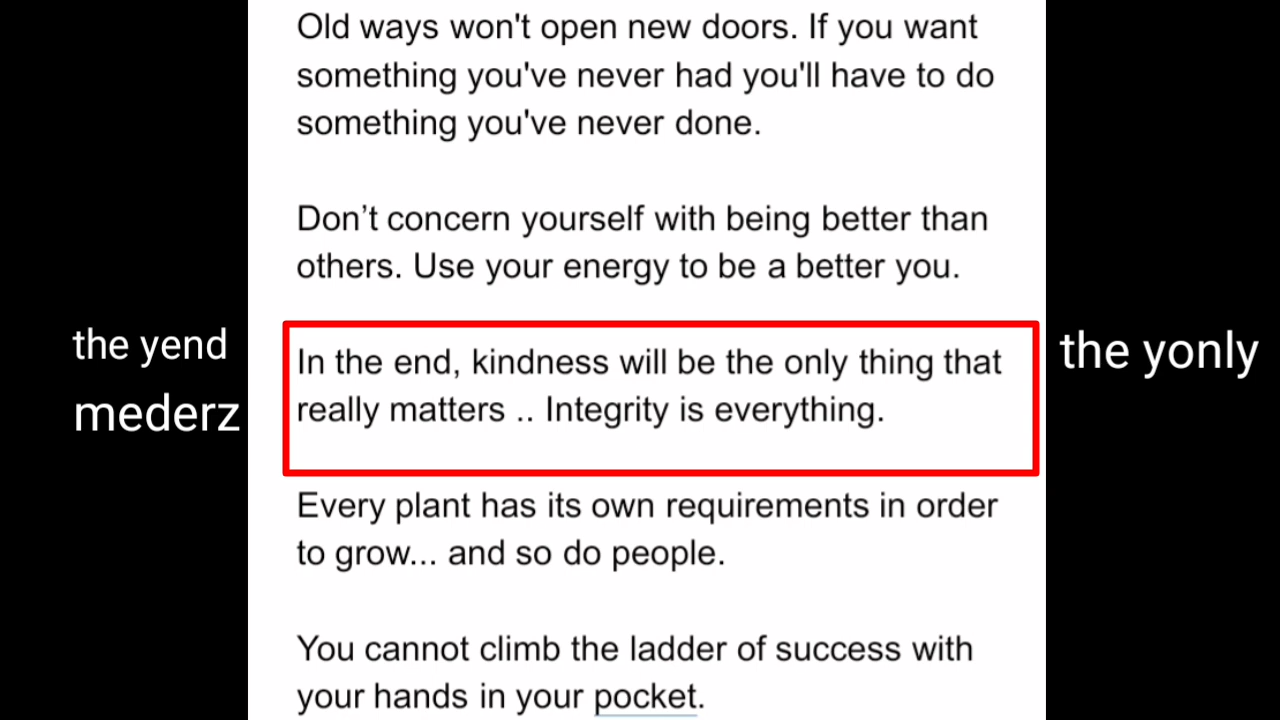 Old ways won't open new doors. If you want
something you've never had you'll have to do
something you've never done.
Don’t concern yourself with being better than
others. Use your energy to be a better you.
the yend
mederz
In the end, kindness will be the only thing that
really matters .. Integrity is everything.
the yonly
Every plant has its own requirements in order
to grow... and so do people.
You cannot climb the ladder of success with
your hands in your pocket.